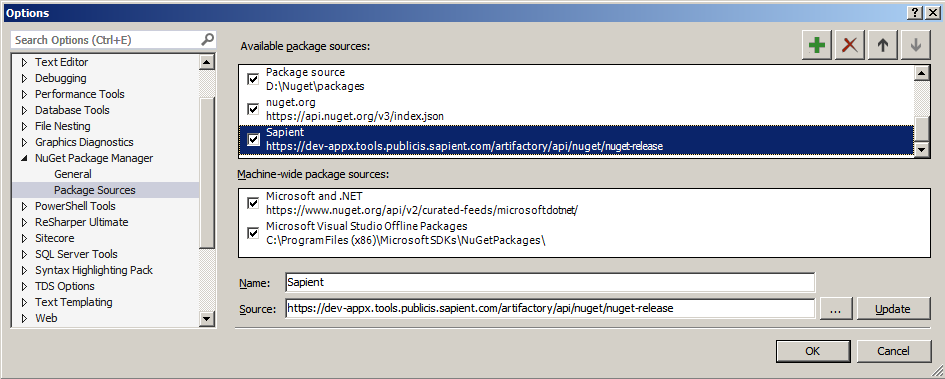 Options
Search Options (Ctrl+E)
Text Editor
Debugging
Performance Tools
Database Tools
File Nesting
Graphics Diagnostics
NuGet Package Manager
General
Package Sources
PowerShell Tools
ReSharper Ultimate
Sitecore
SQL Server Tools
Syntax Highlighting Pack
TDS Options
Text Templating
Web
Available package sources:
Package source
D:\Nuget\packages
nuget.org
https://api.nuget.org/v3/index.json
Sapient
https://dev-appx.tools.publicis.sapient.com/artifactory/api/nuget/nuget-release
Machine-wide package sources:
Microsoft and .NET
https://www.nuget.org/api/v2/curated-feeds/microsoftdotnet/
Microsoft Visual Studio Offline Packages
C:\Program Files (x86)\Microsoft SDKs\NuGetPackages\
Name: Sapient
Source: https://dev-appx.tools.publicis.sapient.com/artifactory/api/nuget/nuget-release ... Update
OK Cancel